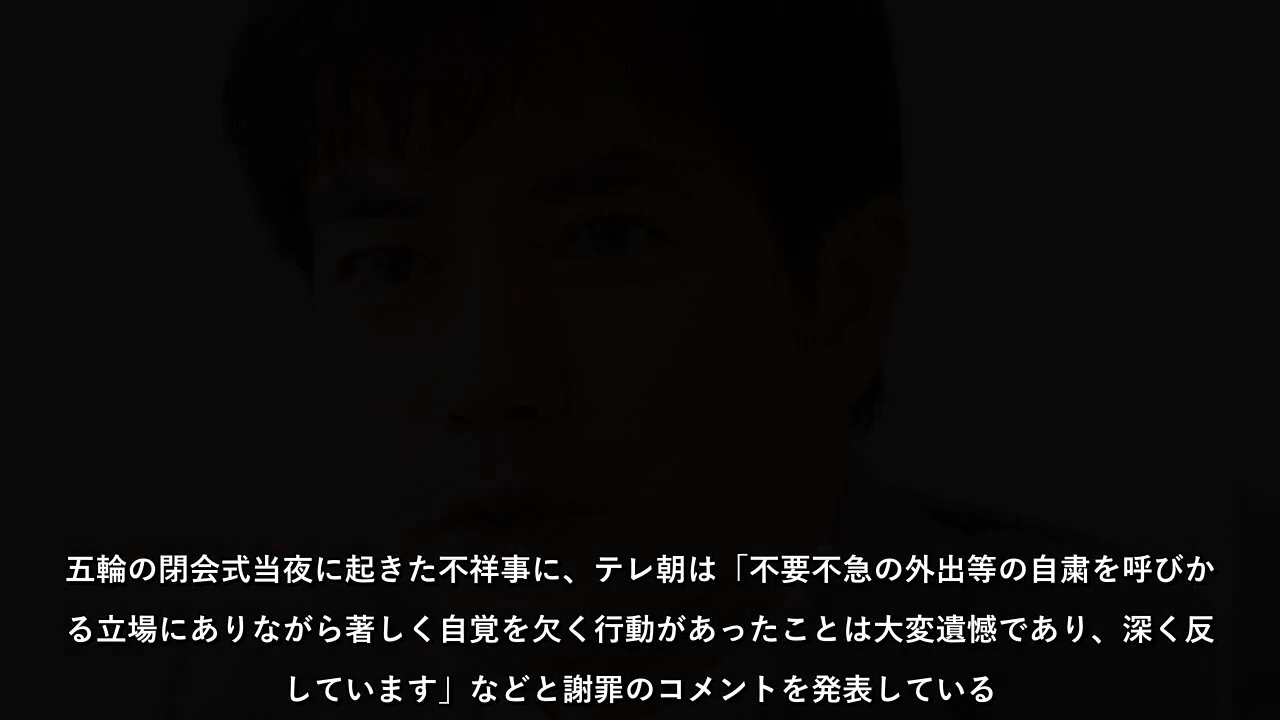 五輪の閉会式当夜に起きた不祥事に、テレ朝は「不要不急の外出等の自粛を呼びか
る立場にありながら著しく自覚を欠く行動があったことは大変遺憾であり、深く反
しています」などと謝罪のコメントを発表している